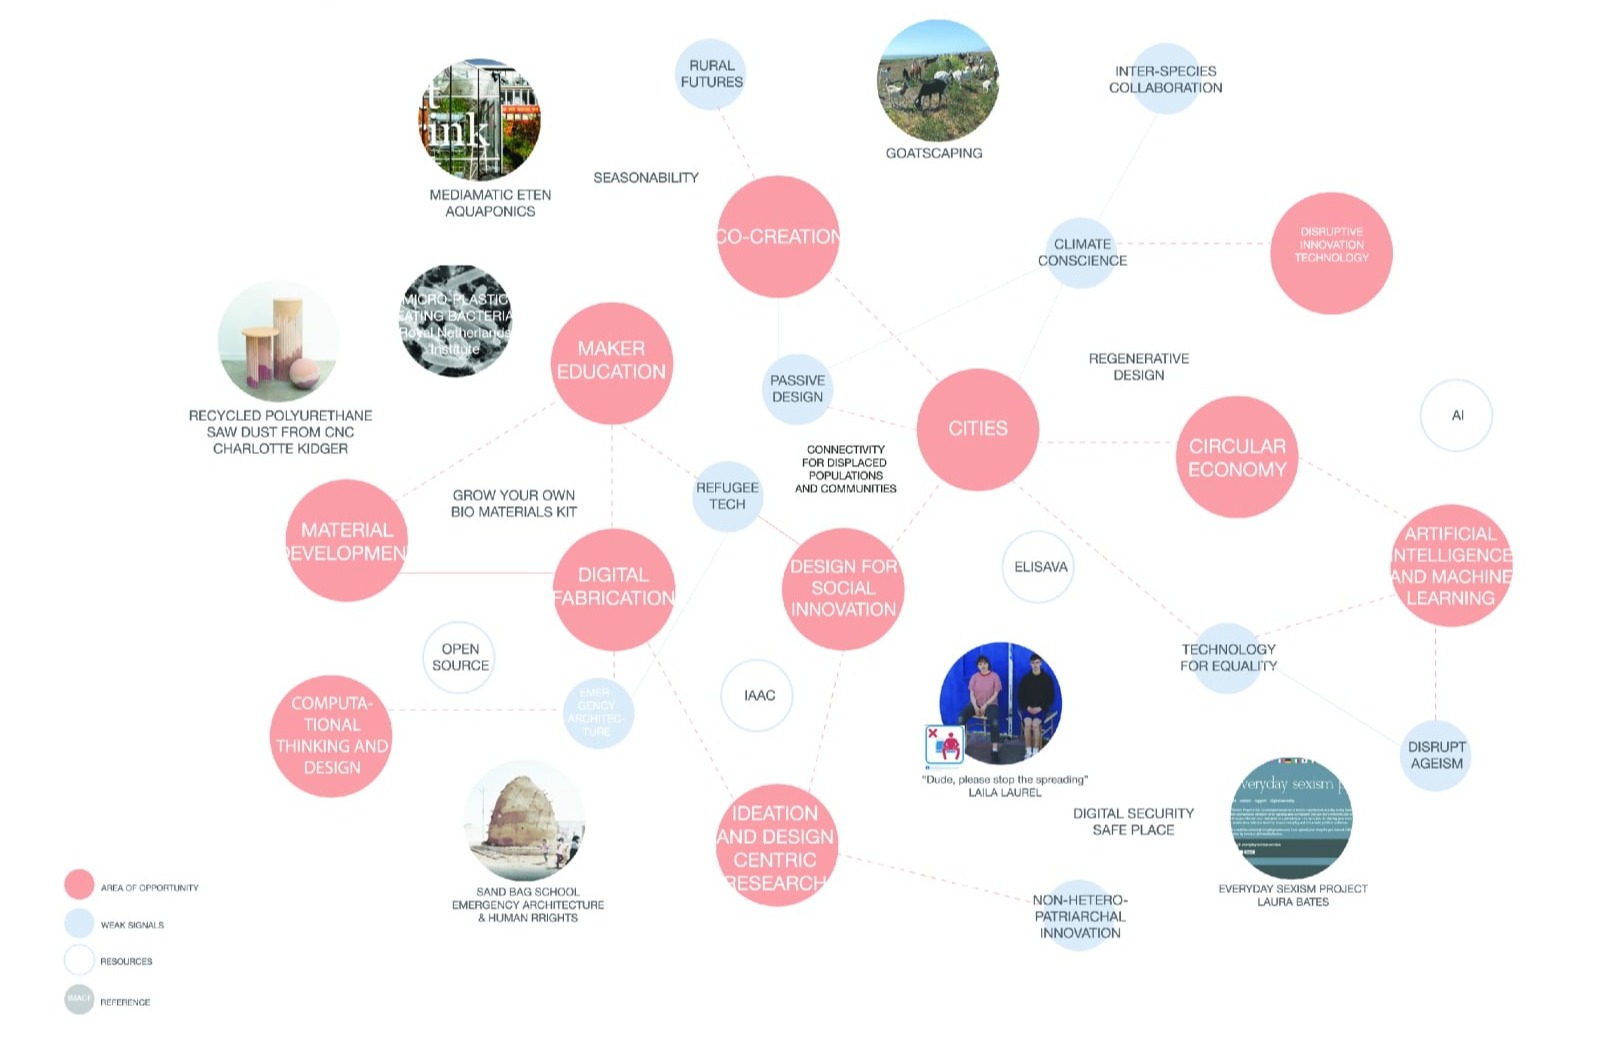 RURAL
FUTURES
INTER-SPECIES
COLLABORATION
ink
GOATSCAPING
SEASONABILITY
MEDIAMATIC ETEN
AQUAPONICS
CO-CREATION
CLIMATE
CONSCIENCE
DISRUPTIVE
INNOVATION
TECHNOLOGY
MICRO-PLASTIC
EATING BACTERIA
Royal Netherlands
Institute
MAKER
EDUCATION
PASSIVE
DESIGN
REGENERATIVE
DESIGN
RECYCLED POLYURETHANE
SAW DUST FROM CNC
CHARLOTTE KIDGER
CITIES
AI
CONNECTIVITY
FOR DISPLACED
POPULATIONS
AND COMMUNITIES
CIRCULAR
ECONOMY
GROW YOUR OWN
BIO MATERIALS KIT
REFUGEE
TECH
MATERIAL
DEVELOPMEN
DIGITAL
FABRICATION
DESIGN FOR
SOCIAL
INNOVATION
ELISAVA
ARTIFICIAL
INTELLIGENCE
AND MACHINE
LEARNING
OPEN
SOURCE
TECHNOLOGY
FOR EQUALITY
IAAC
COMPUTA-
TIONAL
THINKING AND
DESIGN
EMER-
GENCY
ARCHITEC-
TURE
DISRUPT
AGEISM
"Dude, please stop the spreading"
LAILA LAUREL
everyday sexism p
DIGITAL SECURITY
SAFE PLACE
IDEATION
AND DESIGN
CENTRIC
RESEARCH
SAND BAG SCHOOL
EMERGENCY ARCHITECTURE
& HUMAN RRIGHTS
EVERYDAY SEXISM PROJECT
LAURA BATES
NON-HETERO-
PATRIARCHAL
INNOVATION
AREA OF OPPORTUNITY
WEAK SIGNALS
RESOURCES
IMAGE
REFERENCE